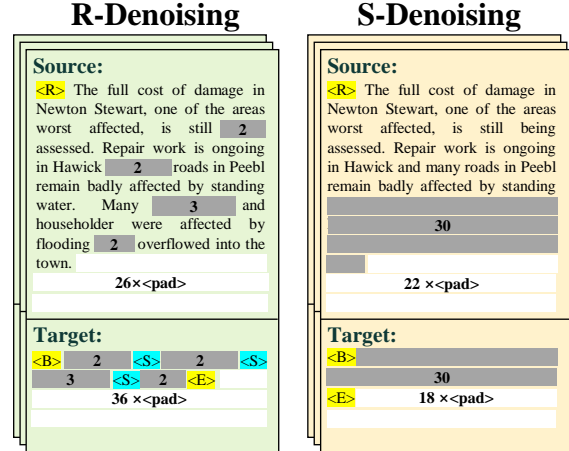 R-Denoising
Source:
<R> The full cost of damage in
Newton Stewart, one of the areas
worst affected, is still 2
assessed. Repair work is ongoing
in Hawick 2 roads in Peebl
remain badly affected by standing
water. Many 3 and
householder were affected by
flooding 2 overflowed into the
town.
26×<pad>
Target:
<B> 2 <S> 2 <S>
3 <S> 2 <E>
36 ×<pad>
S-Denoising
Source:
<R> The full cost of damage in
Newton Stewart, one of the areas
worst affected, is still being
assessed. Repair work is ongoing
in Hawick and many roads in Peebl
remain badly affected by standing
30
22 ×<pad>
Target:
<B>
30
<E> 18 ×<pad>